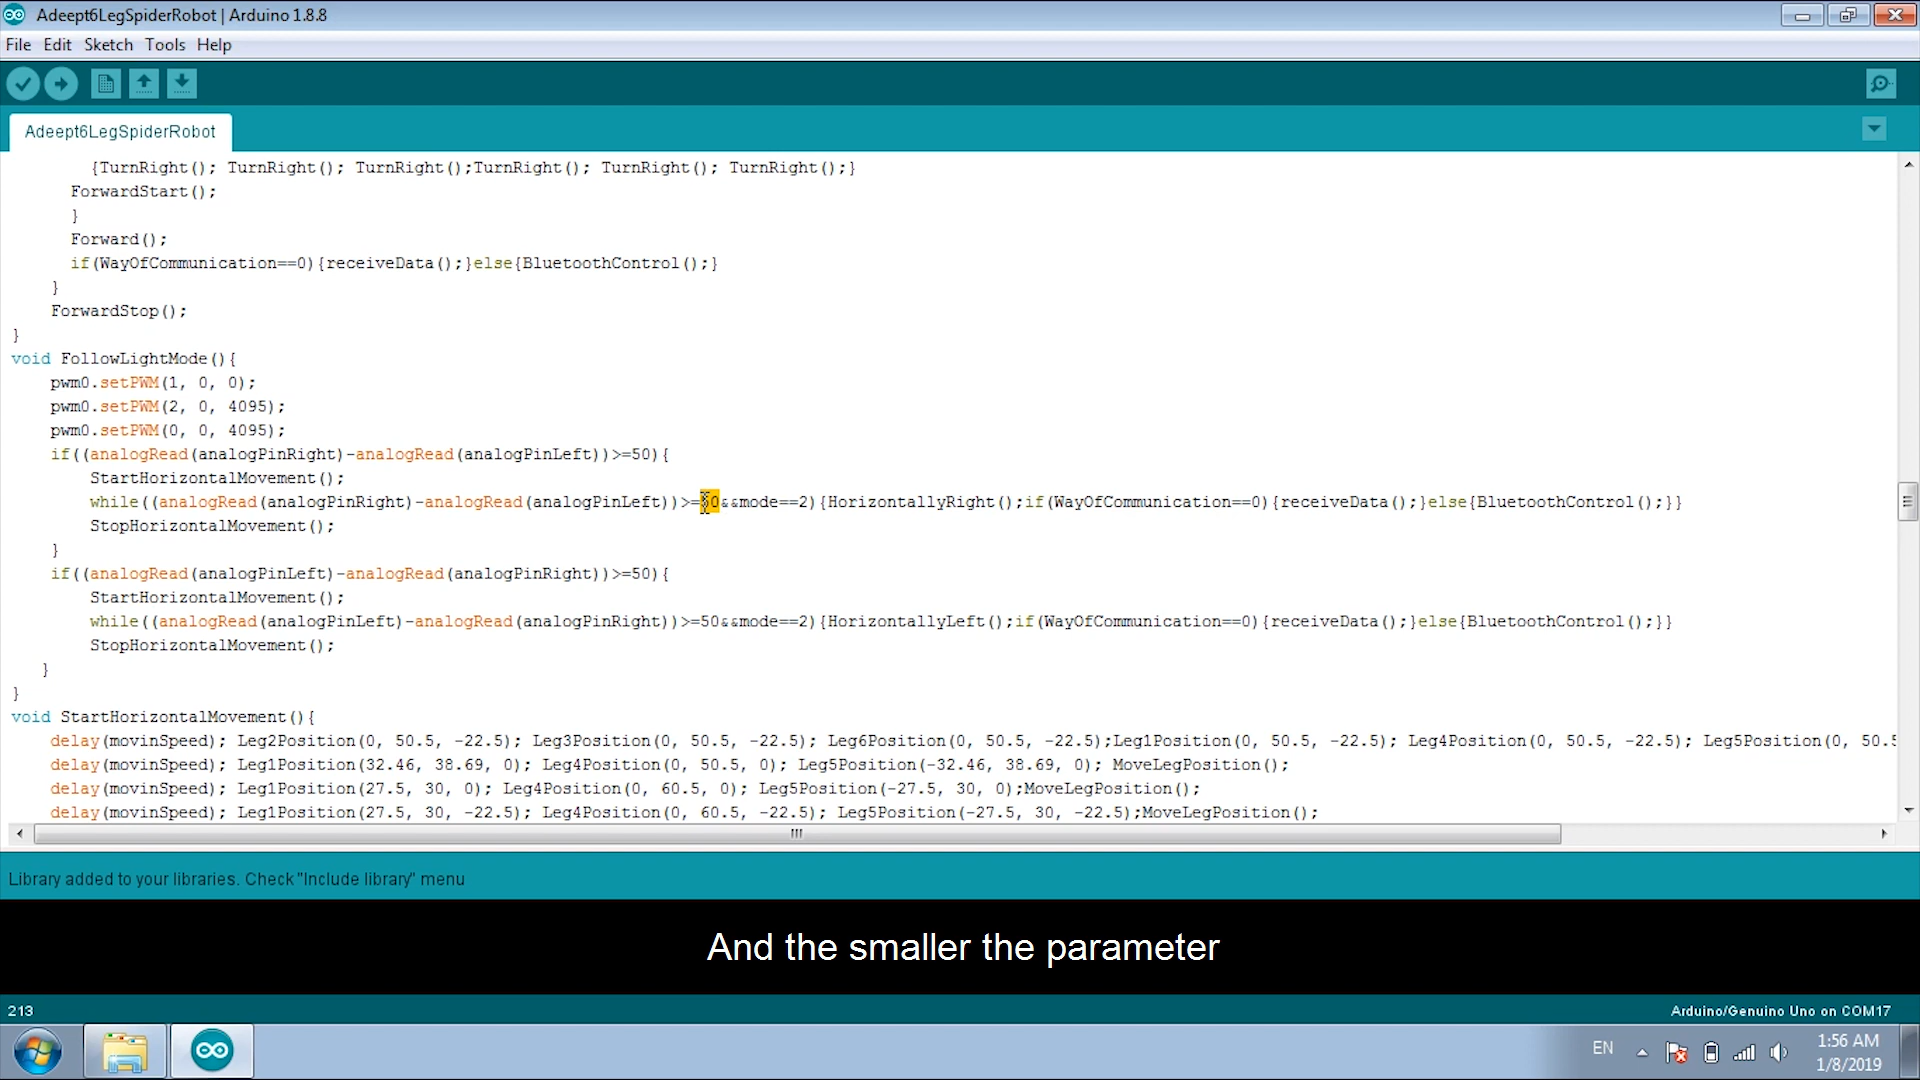 Adeept6LegSpiderRobot | Arduino 1.8.8
File Edit Sketch Tools Help
Adeept6LegSpiderRobot
{TurnRight(); TurnRight(); TurnRight();TurnRight(); TurnRight(); TurnRight();}
ForwardStart();
}
Forward();
if(WayOfCommunication==0){receiveData();}else{BluetoothControl();}
}
ForwardStop();
}
void FollowLightMode(){
pwm0.setPWM(1, 0, 0);
pwm0.setPWM(2, 0, 4095);
pwm0.setPWM(0, 0, 4095);
if((analogRead(analogPinRight)-analogRead(analogPinLeft))>=50){
StartHorizontalMovement();
while((analogRead(analogPinRight)-analogRead(analogPinLeft))>=50&&mode==2){HorizontallyRight();if(WayOfCommunication==0){receiveData();}else{BluetoothControl();}}
StopHorizontalMovement();
}
if((analogRead(analogPinLeft)-analogRead(analogPinRight))>=50){
StartHorizontalMovement();
while((analogRead(analogPinLeft)-analogRead(analogPinRight))>=50&&mode==2){HorizontallyLeft();if(WayOfCommunication==0){receiveData();}else{BluetoothControl();}}
StopHorizontalMovement();
}
}
void StartHorizontalMovement(){
delay(movinSpeed); Leg2Position(0, 50.5, -22.5); Leg3Position(0, 50.5, -22.5); Leg6Position(0, 50.5, -22.5);Leg1Position(0, 50.5, -22.5); Leg4Position(0, 50.5, -22.5); Leg5Position(0, 50.5
delay(movinSpeed); Leg1Position(32.46, 38.69, 0); Leg4Position(0, 50.5, 0); Leg5Position(-32.46, 38.69, 0); MoveLegPosition();
delay(movinSpeed); Leg1Position(27.5, 30, 0); Leg4Position(0, 60.5, 0); Leg5Position(-27.5, 30, 0);MoveLegPosition();
delay(movinSpeed); Leg1Position(27.5, 30, -22.5); Leg4Position(0, 60.5, -22.5); Leg5Position(-27.5, 30, -22.5);MoveLegPosition();
Library added to your libraries. Check "Include library" menu
And the smaller the parameter
213
Arduino/Genuino Uno on COM17
EN
1:56 AM
1/8/2019